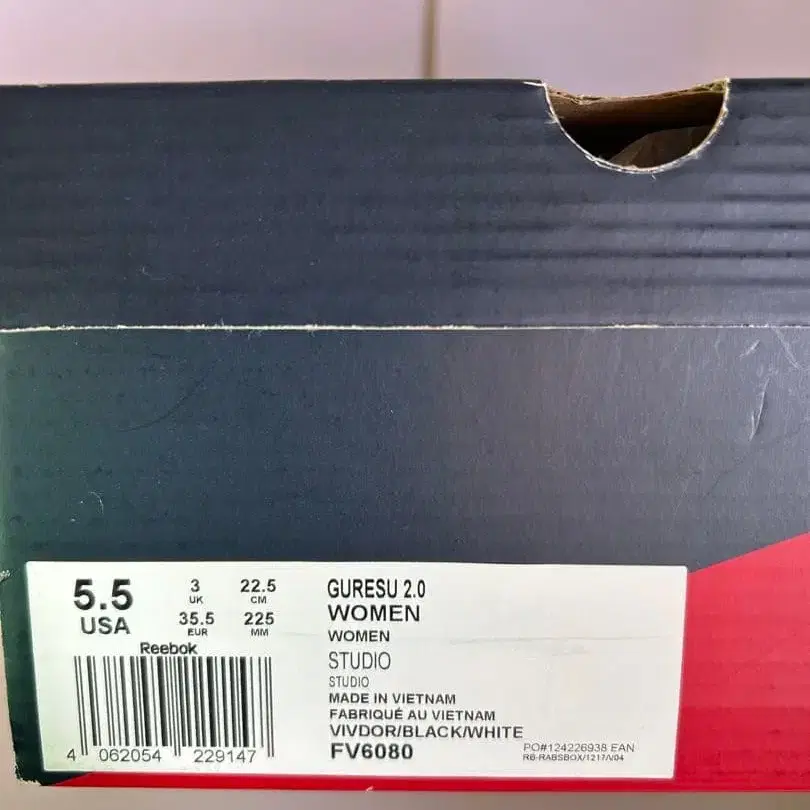 5.5
USA
3
UK
22.5
CM
35.5
EUR
225
MM
Reebok
4 062054 229147
GURESU 2.0
WOMEN
WOMEN
STUDIO
STUDIO
MADE IN VIETNAM
FABRIQUÉ AU VIETNAM
VIVDOR/BLACK/WHITE
FV6080
PO#124226938 EAN
RB-RABSBOX/1217/V04